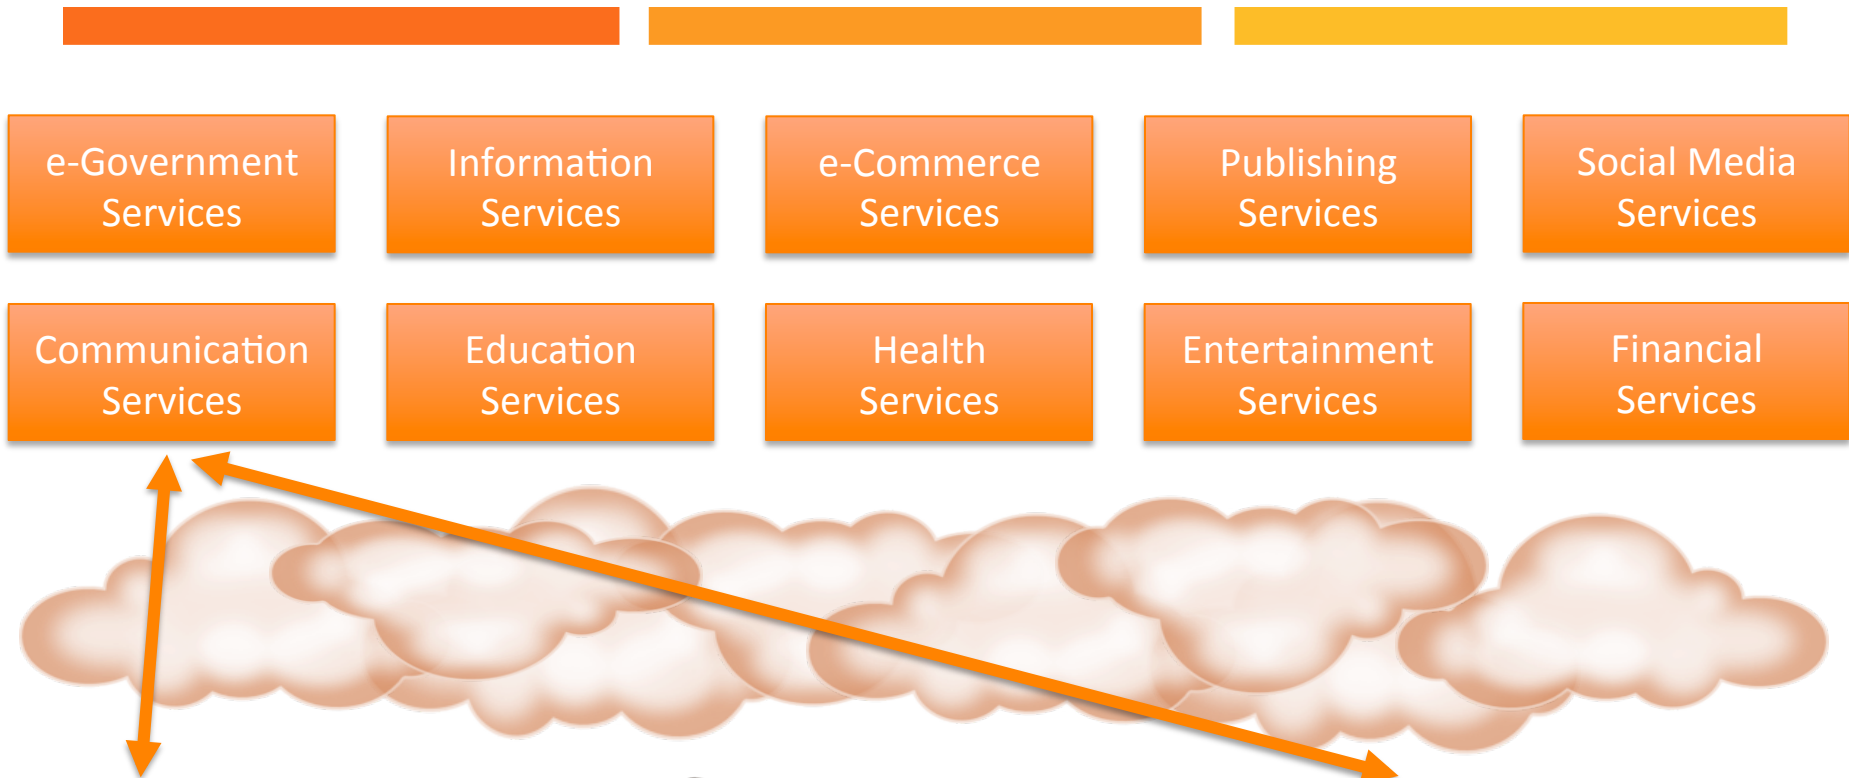 e-Government
Services
Information
Services
e-Commerce
Services
Publishing
Services
Social Media
Services
Communication
Services
Education
Services
Health
Services
Entertainment
Services
Financial
Services